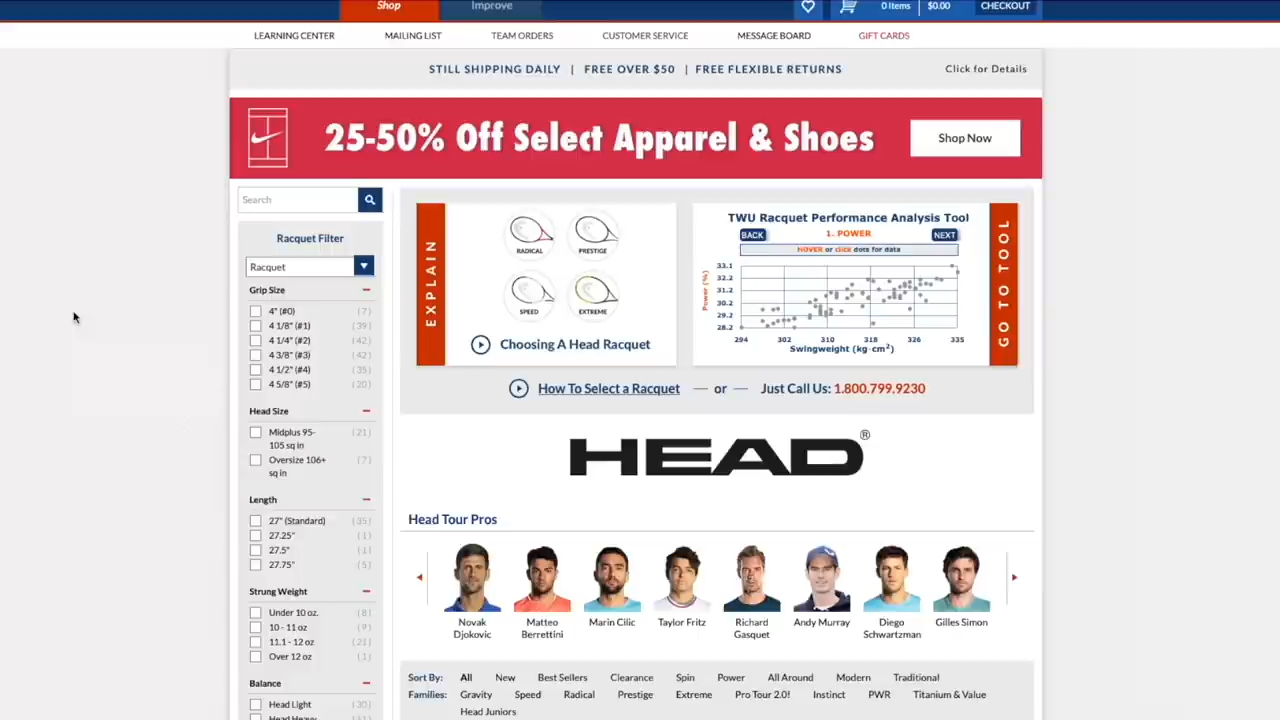 Shop
Improve
0 Items
$0.00
CHECKOUT
LEARNING CENTER
MAILING LIST
TEAM ORDERS
CUSTOMER SERVICE
MESSAGE BOARD
GIFT CARDS
STILL SHIPPING DAILY | FREE OVER $50 | FREE FLEXIBLE RETURNS
Click for Details
25-50% Off Select Apparel & Shoes
Shop Now
Search
Racquet Filter
Racquet
Grip Size
4" (#0) (7)
4 1/8" (#1) (39)
4 1/4" (#2) (42)
4 3/8" (#3) (42)
4 1/2" (#4) (35)
4 5/8" (#5) (20)
Head Size
Midplus 95- (21)
105 sq in
Oversize 106+ (7)
sq in
Length
27" (Standard) (35)
27.25" (1)
27.5" (1)
27.75" (5)
Strung Weight
Under 10 oz. (8)
10 - 11 oz (9)
11.1 - 12 oz (21)
Over 12 oz (1)
Balance
Head Light (30)
Head Heavy
EXPLAIN
RADICAL
PRESTIGE
SPEED
EXTREME
Choosing A Head Racquet
TWU Racquet Performance Analysis Tool
BACK
1. POWER
NEXT
HOVER or click dots for data
Power (%)
33.1
32.2
31.2
30.2
29.2
28.2
294 302 310 318 326 335
Swingweight (kg·cm²)
GO TO TOOL
How To Select a Racquet — or — Just Call Us: 1.800.799.9230
HEAD®
Head Tour Pros
Novak
Djokovic
Matteo
Berrettini
Marin Cilic
Taylor Fritz
Richard
Gasquet
Andy Murray
Diego
Schwartzman
Gilles Simon
Sort By: All New Best Sellers Clearance Spin Power All Around Modern Traditional
Families: Gravity Speed Radical Prestige Extreme Pro Tour 2.0! Instinct PWR Titanium & Value
Head Juniors